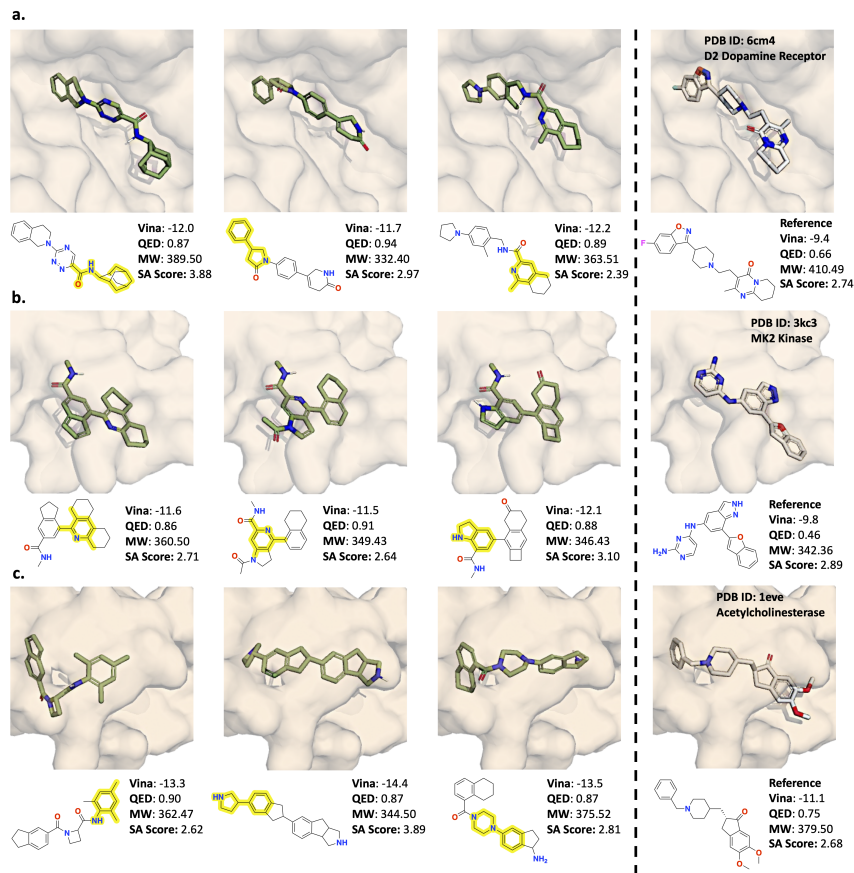 a.
PDB ID: 6cm4
D2 Dopamine Receptor
Vina: -12.0
QED: 0.87
MW: 389.50
SA Score: 3.88
Vina: -11.7
QED: 0.94
MW: 332.40
SA Score: 2.97
Vina: -12.2
QED: 0.89
MW: 363.51
SA Score: 2.39
Reference
Vina: -9.4
QED: 0.66
MW: 410.49
SA Score: 2.74
b.
PDB ID: 3kc3
MK2 Kinase
Vina: -11.6
QED: 0.86
MW: 360.50
SA Score: 2.71
Vina: -11.5
QED: 0.91
MW: 349.43
SA Score: 2.64
Vina: -12.1
QED: 0.88
MW: 346.43
SA Score: 3.10
Reference
Vina: -9.8
QED: 0.46
MW: 342.36
SA Score: 2.89
c.
PDB ID: 1eve
Acetylcholinesterase
Vina: -13.3
QED: 0.90
MW: 362.47
SA Score: 2.62
Vina: -14.4
QED: 0.87
MW: 344.50
SA Score: 3.89
Vina: -13.5
QED: 0.87
MW: 375.52
SA Score: 2.81
Reference
Vina: -11.1
QED: 0.75
MW: 379.50
SA Score: 2.68